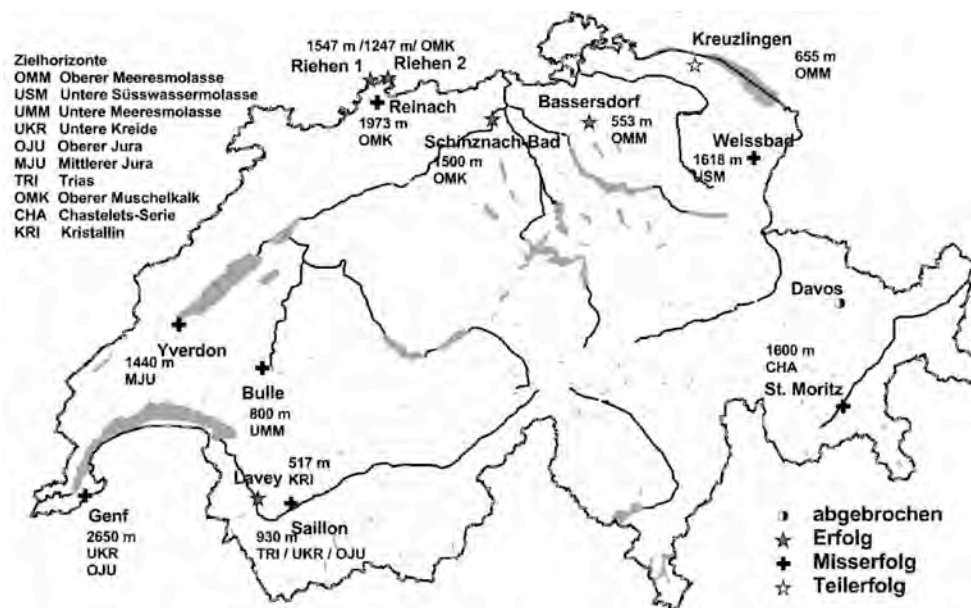 Zielhorizonte
OMM Oberer Meeresmolasse
USM Untere Süsswassermolasse
UMM Untere Meeresmolasse
UKR Untere Kreide
OJU Oberer Jura
MJU Mittlerer Jura
TRI Trias
OMK Oberer Muschelkalk
CHA Chastelets-Serie
KRI Kristallin
1547 m /1247 m/ OMK
Riehen 1
Riehen 2
Reinach
1973 m
OMK
Schinznach-Bad
1500 m
OMK
Bassersdorf
553 m
OMM
Kreuzlingen
655 m
OMM
Weissbad
1618 m
USM
Davos
1600 m
CHA
St. Moritz
Yverdon
1440 m
MJU
Bulle
800 m
UMM
Lavey
517 m
KRI
Saillon
930 m
TRI / UKR / OJU
Genf
2650 m
UKR
OJU
abgebrochen
Erfolg
Misserfolg
Teilerfolg